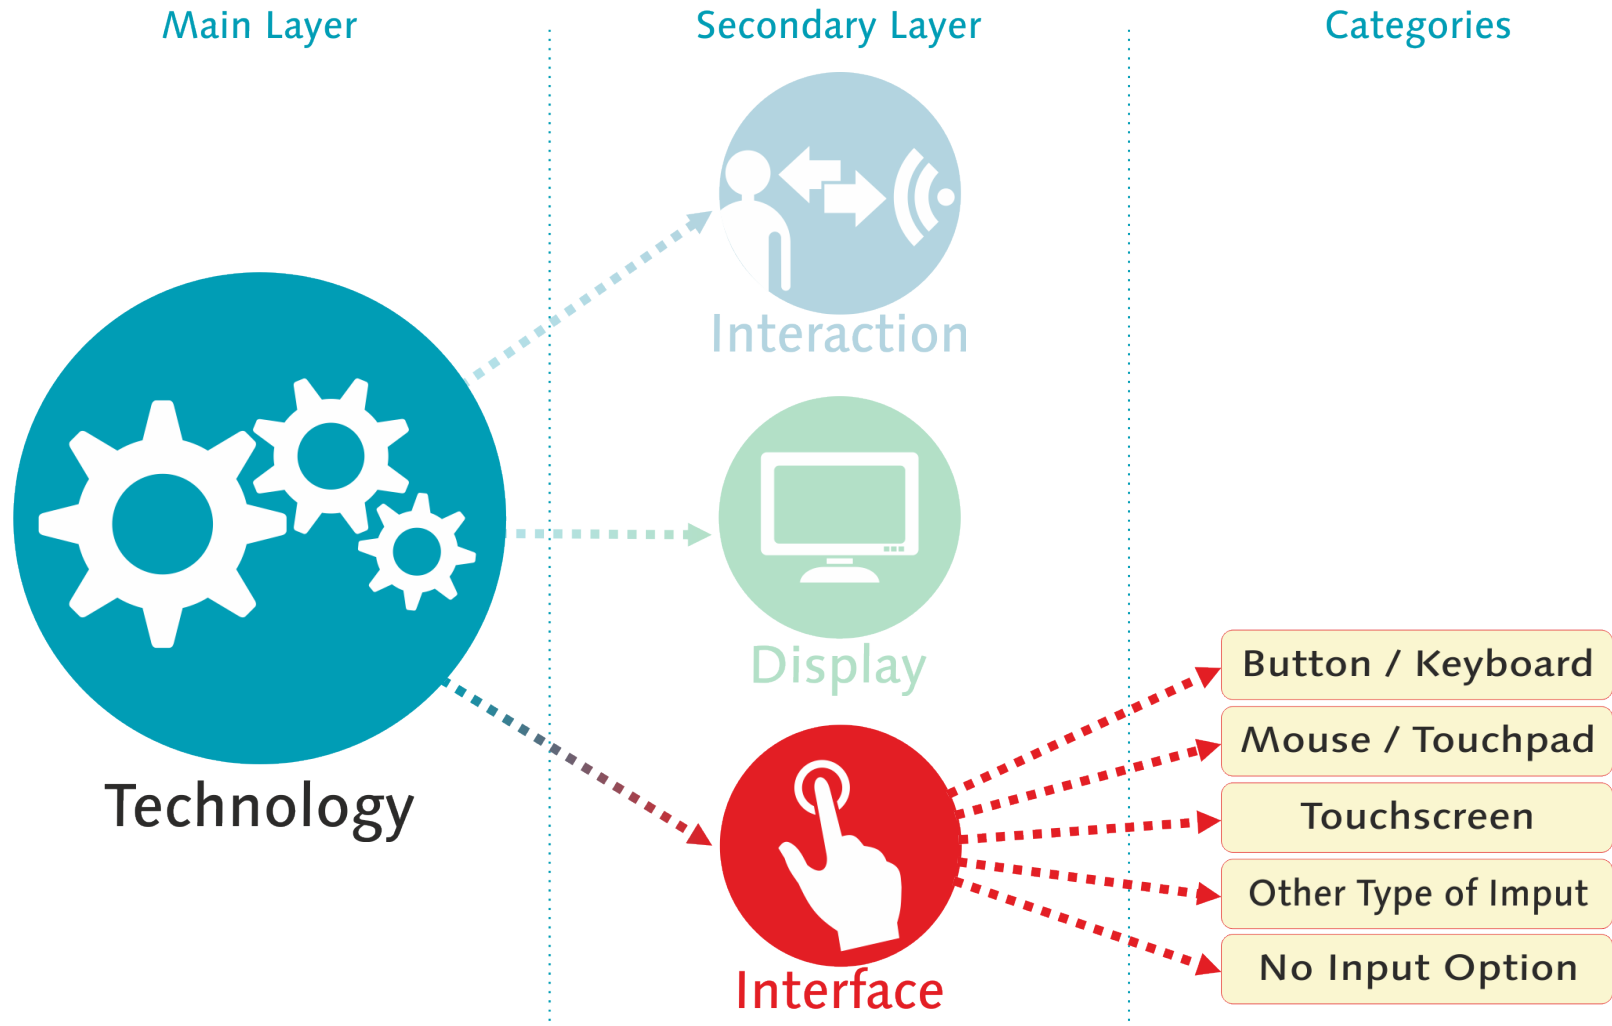 Main Layer
Secondary Layer
Categories
Interaction
Display
Technology
Interface
Button / Keyboard
Mouse / Touchpad
Touchscreen
Other Type of Imput
No Input Option